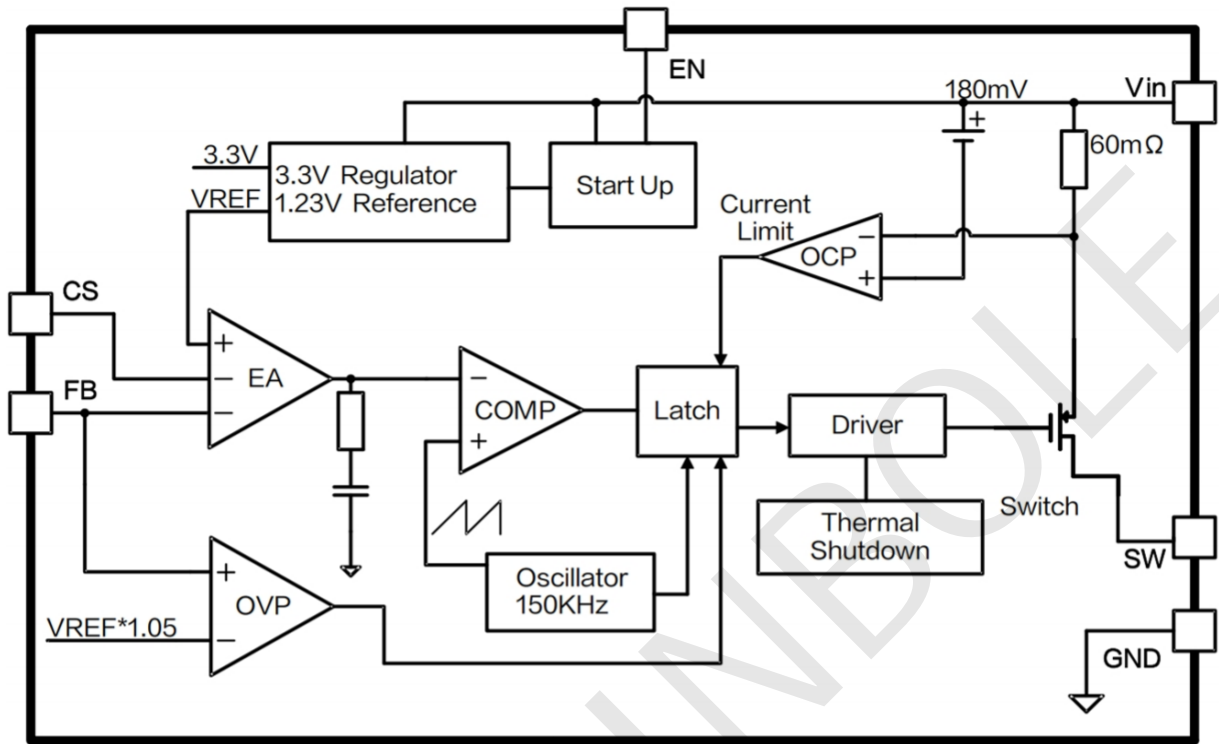 EN
180mV
Vin
3.3V
3.3V Regulator
VREF
1.23V Reference
Start Up
60mΩ
Current
Limit
OCP
−
+
+
CS
FB
+
EA
−
−
−
COMP
+
Latch
Driver
Switch
Thermal
Shutdown
SW
Oscillator
150KHz
+
OVP
VREF*1.05
−
GND
INBOLE